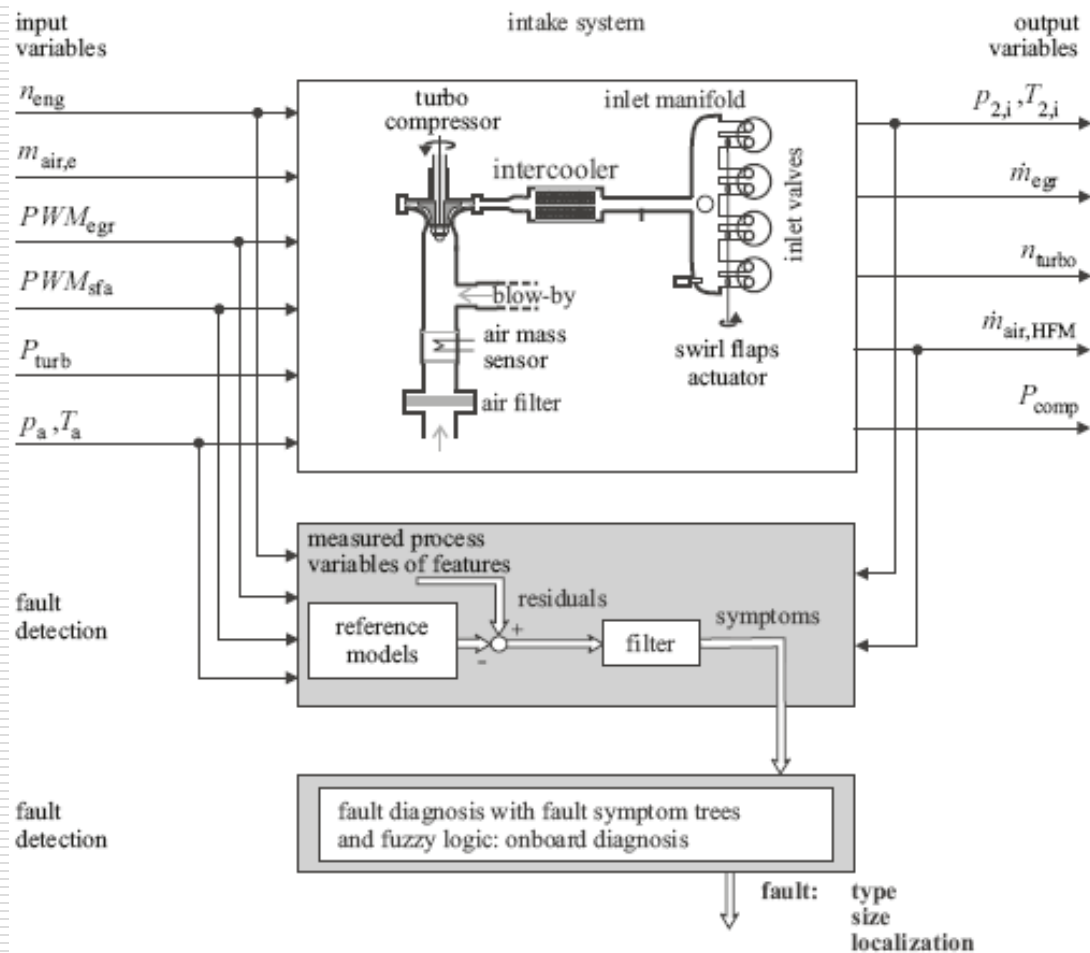 input
variables
intake system
output
variables
n_eng
m_air,e
PWM_egr
PWM_sfa
P_turb
p_a ,T_a
turbo
compressor
inlet manifold
intercooler
inlet valves
blow-by
air mass
sensor
swirl flaps
actuator
air filter
p_2,i ,T_2,i
ṁ_egr
n_turbo
ṁ_air,HFM
P_comp
fault
detection
measured process
variables of features
residuals
reference
models
+
-
filter
symptoms
fault
detection
fault diagnosis with fault symptom trees
and fuzzy logic: onboard diagnosis
fault: type
size
localization